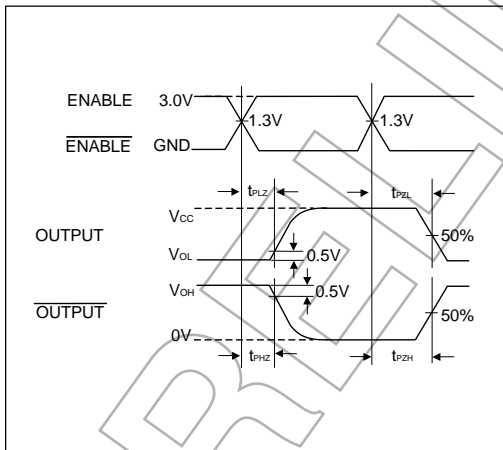 ENABLE 3.0V 1.3V 1.3V
ENABLE GND
tPLZ tPZL
VCC
OUTPUT 50%
VOL 0.5V
VOH 0.5V
OUTPUT 50%
0V
tPHZ tPZH